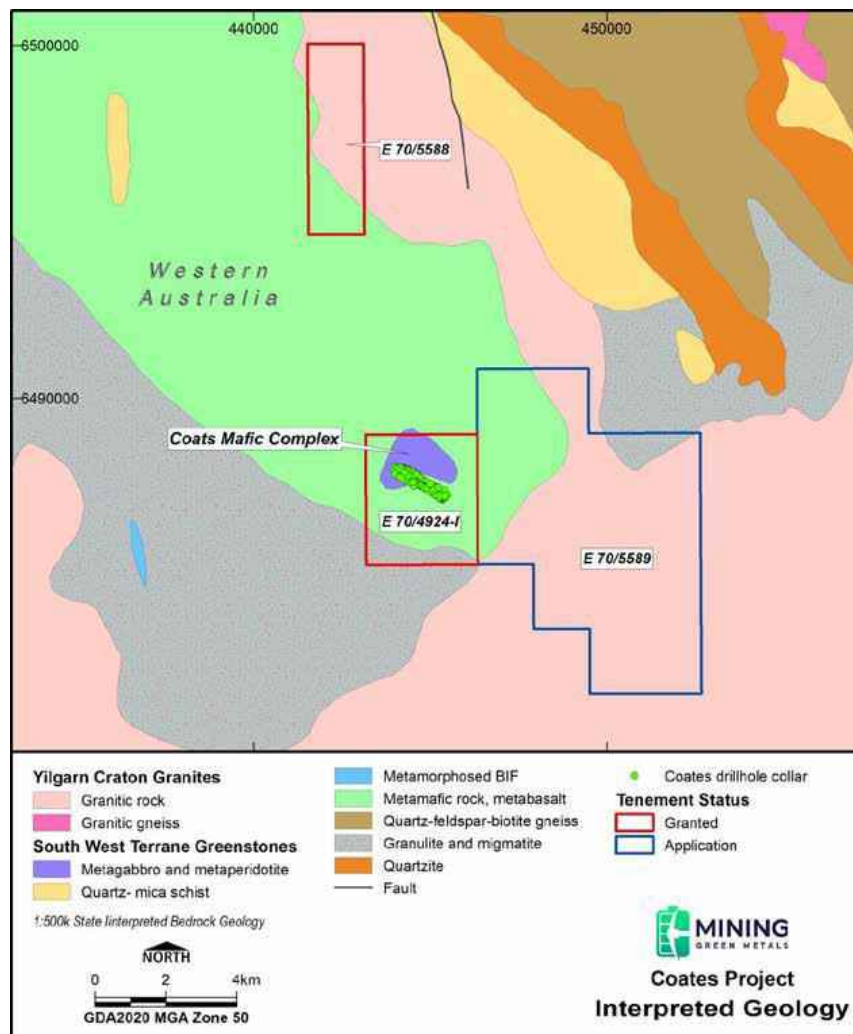 440000
450000
6500000
E 70/5588
Western
Australia
6490000
Coats Mafic Complex
E 70/4924-I
E 70/5589
Yilgarn Craton Granites
Granitic rock
Granitic gneiss
South West Terrane Greenstones
Metagabbro and metaperidotite
Quartz- mica schist
Metamorphosed BIF
Metamafic rock, metabasalt
Quartz-feldspar-biotite gneiss
Granulite and migmatite
Quartzite
Fault
Coates drillhole collar
Tenement Status
Granted
Application
1:500k State Iinterpreted Bedrock Geology
NORTH
0 2 4km
GDA2020 MGA Zone 50
MINING
GREEN METALS
Coates Project
Interpreted Geology